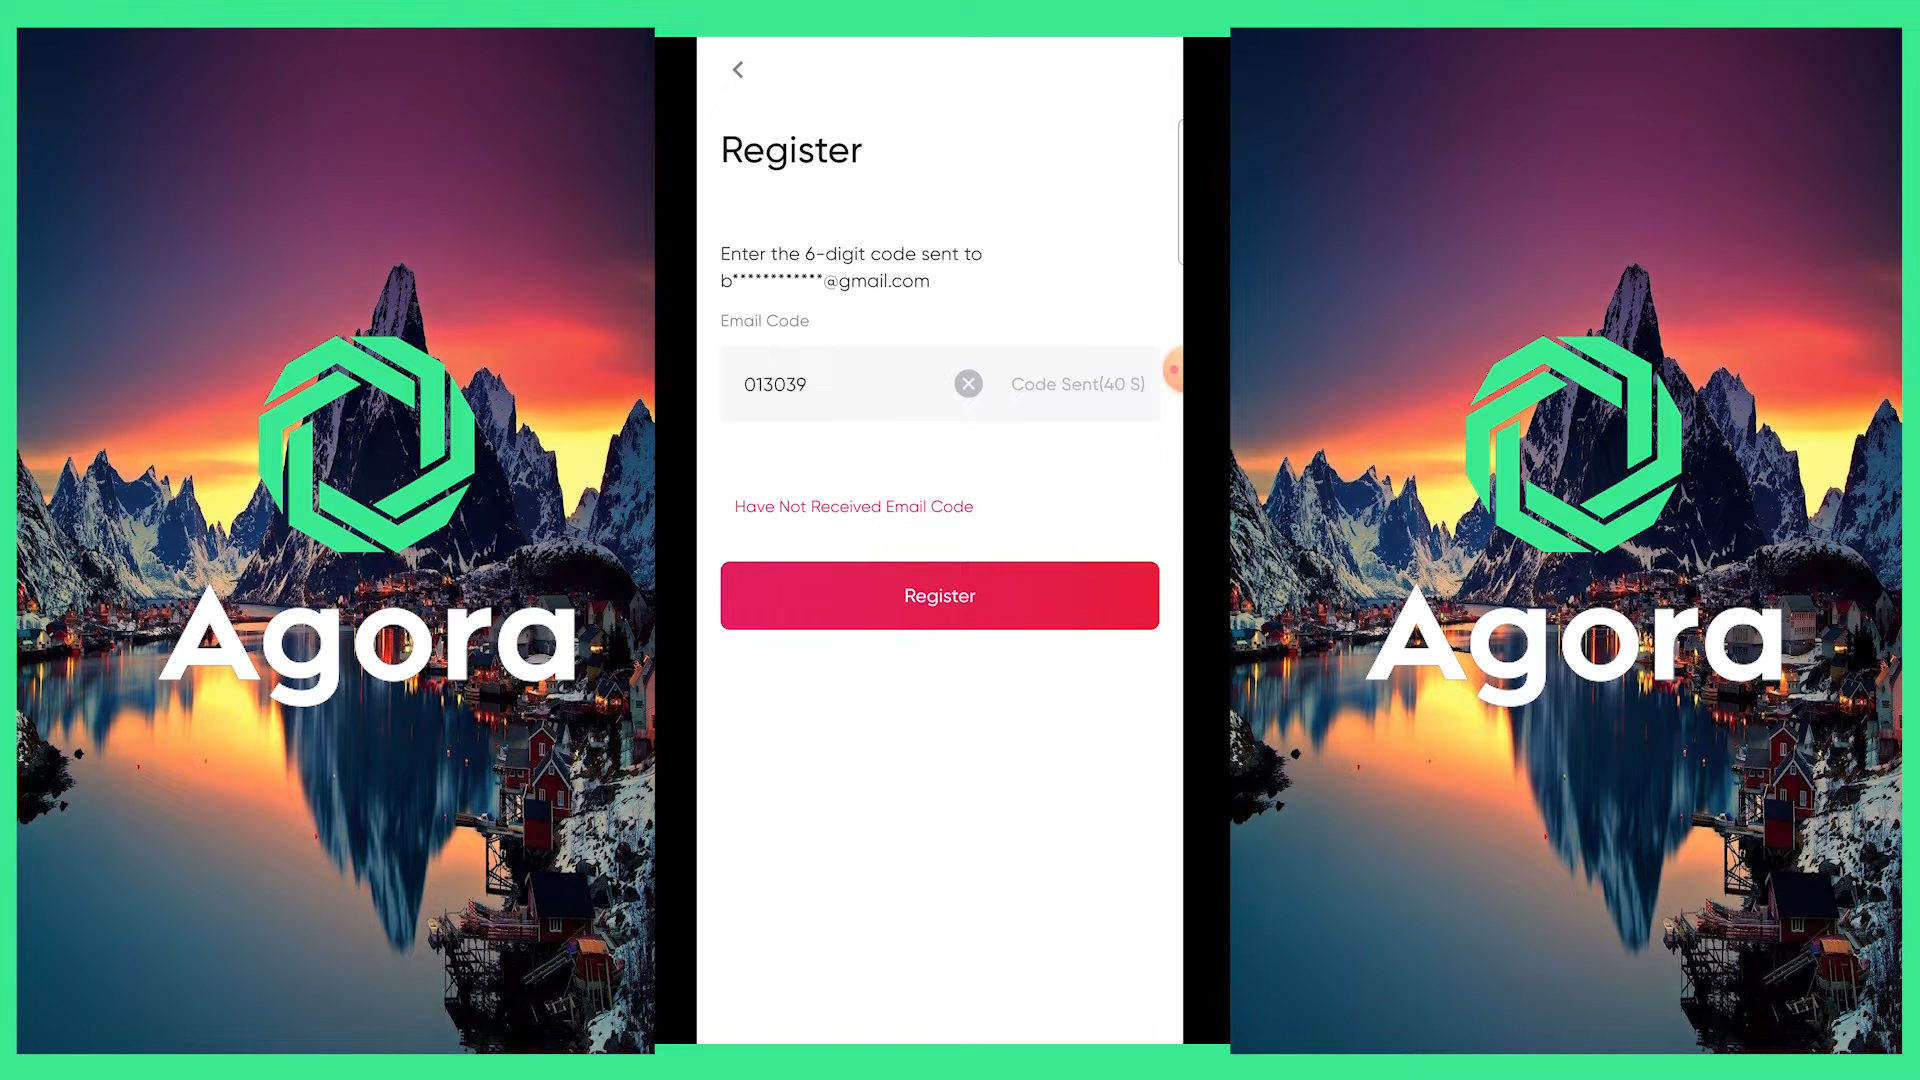 Agora
Register
Enter the 6-digit code sent to
b************@gmail.com
Email Code
013039
Code Sent(40 S)
Have Not Received Email Code
Register
Agora